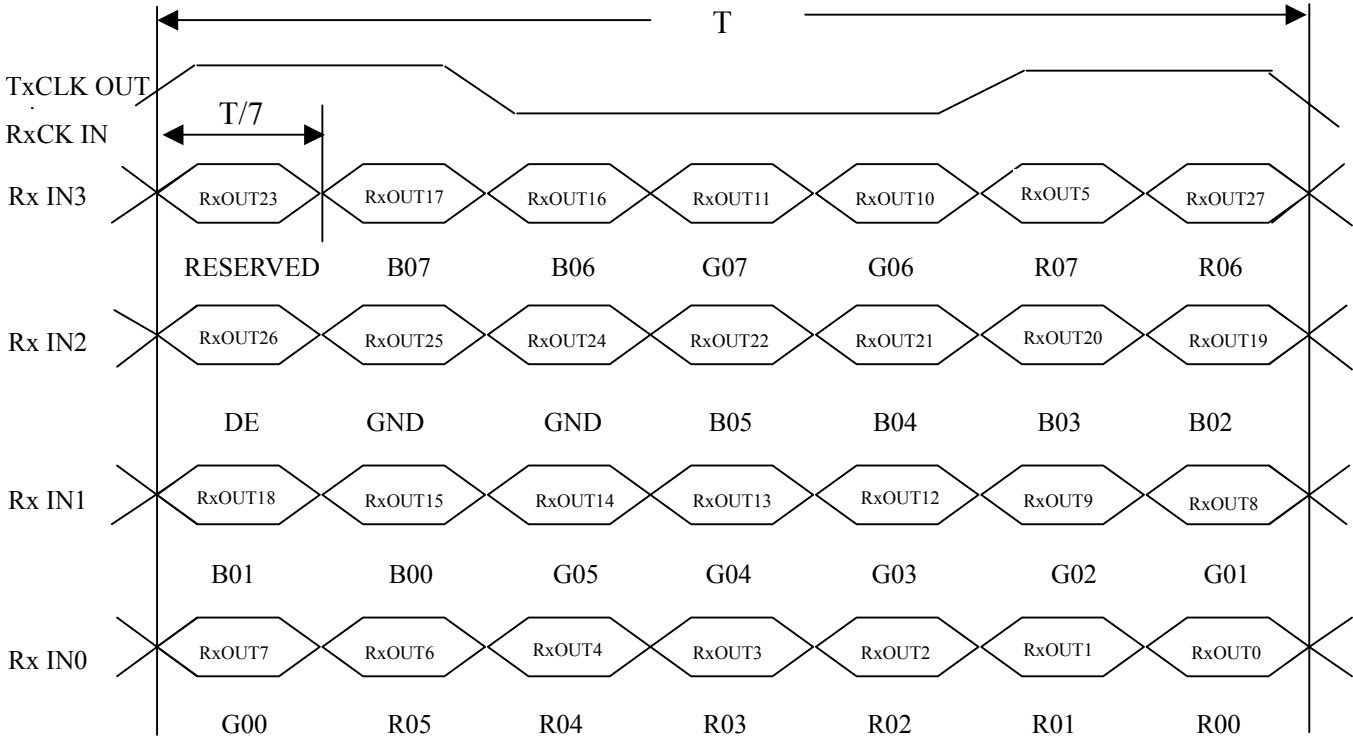 T
TxCLK OUT
T/7
RxCK IN
Rx IN3 RxOUT23 RxOUT17 RxOUT16 RxOUT11 RxOUT10 RxOUT5 RxOUT27
RESERVED B07 B06 G07 G06 R07 R06
Rx IN2 RxOUT26 RxOUT25 RxOUT24 RxOUT22 RxOUT21 RxOUT20 RxOUT19
DE GND GND B05 B04 B03 B02
Rx IN1 RxOUT18 RxOUT15 RxOUT14 RxOUT13 RxOUT12 RxOUT9 RxOUT8
B01 B00 G05 G04 G03 G02 G01
Rx IN0 RxOUT7 RxOUT6 RxOUT4 RxOUT3 RxOUT2 RxOUT1 RxOUT0
G00 R05 R04 R03 R02 R01 R00